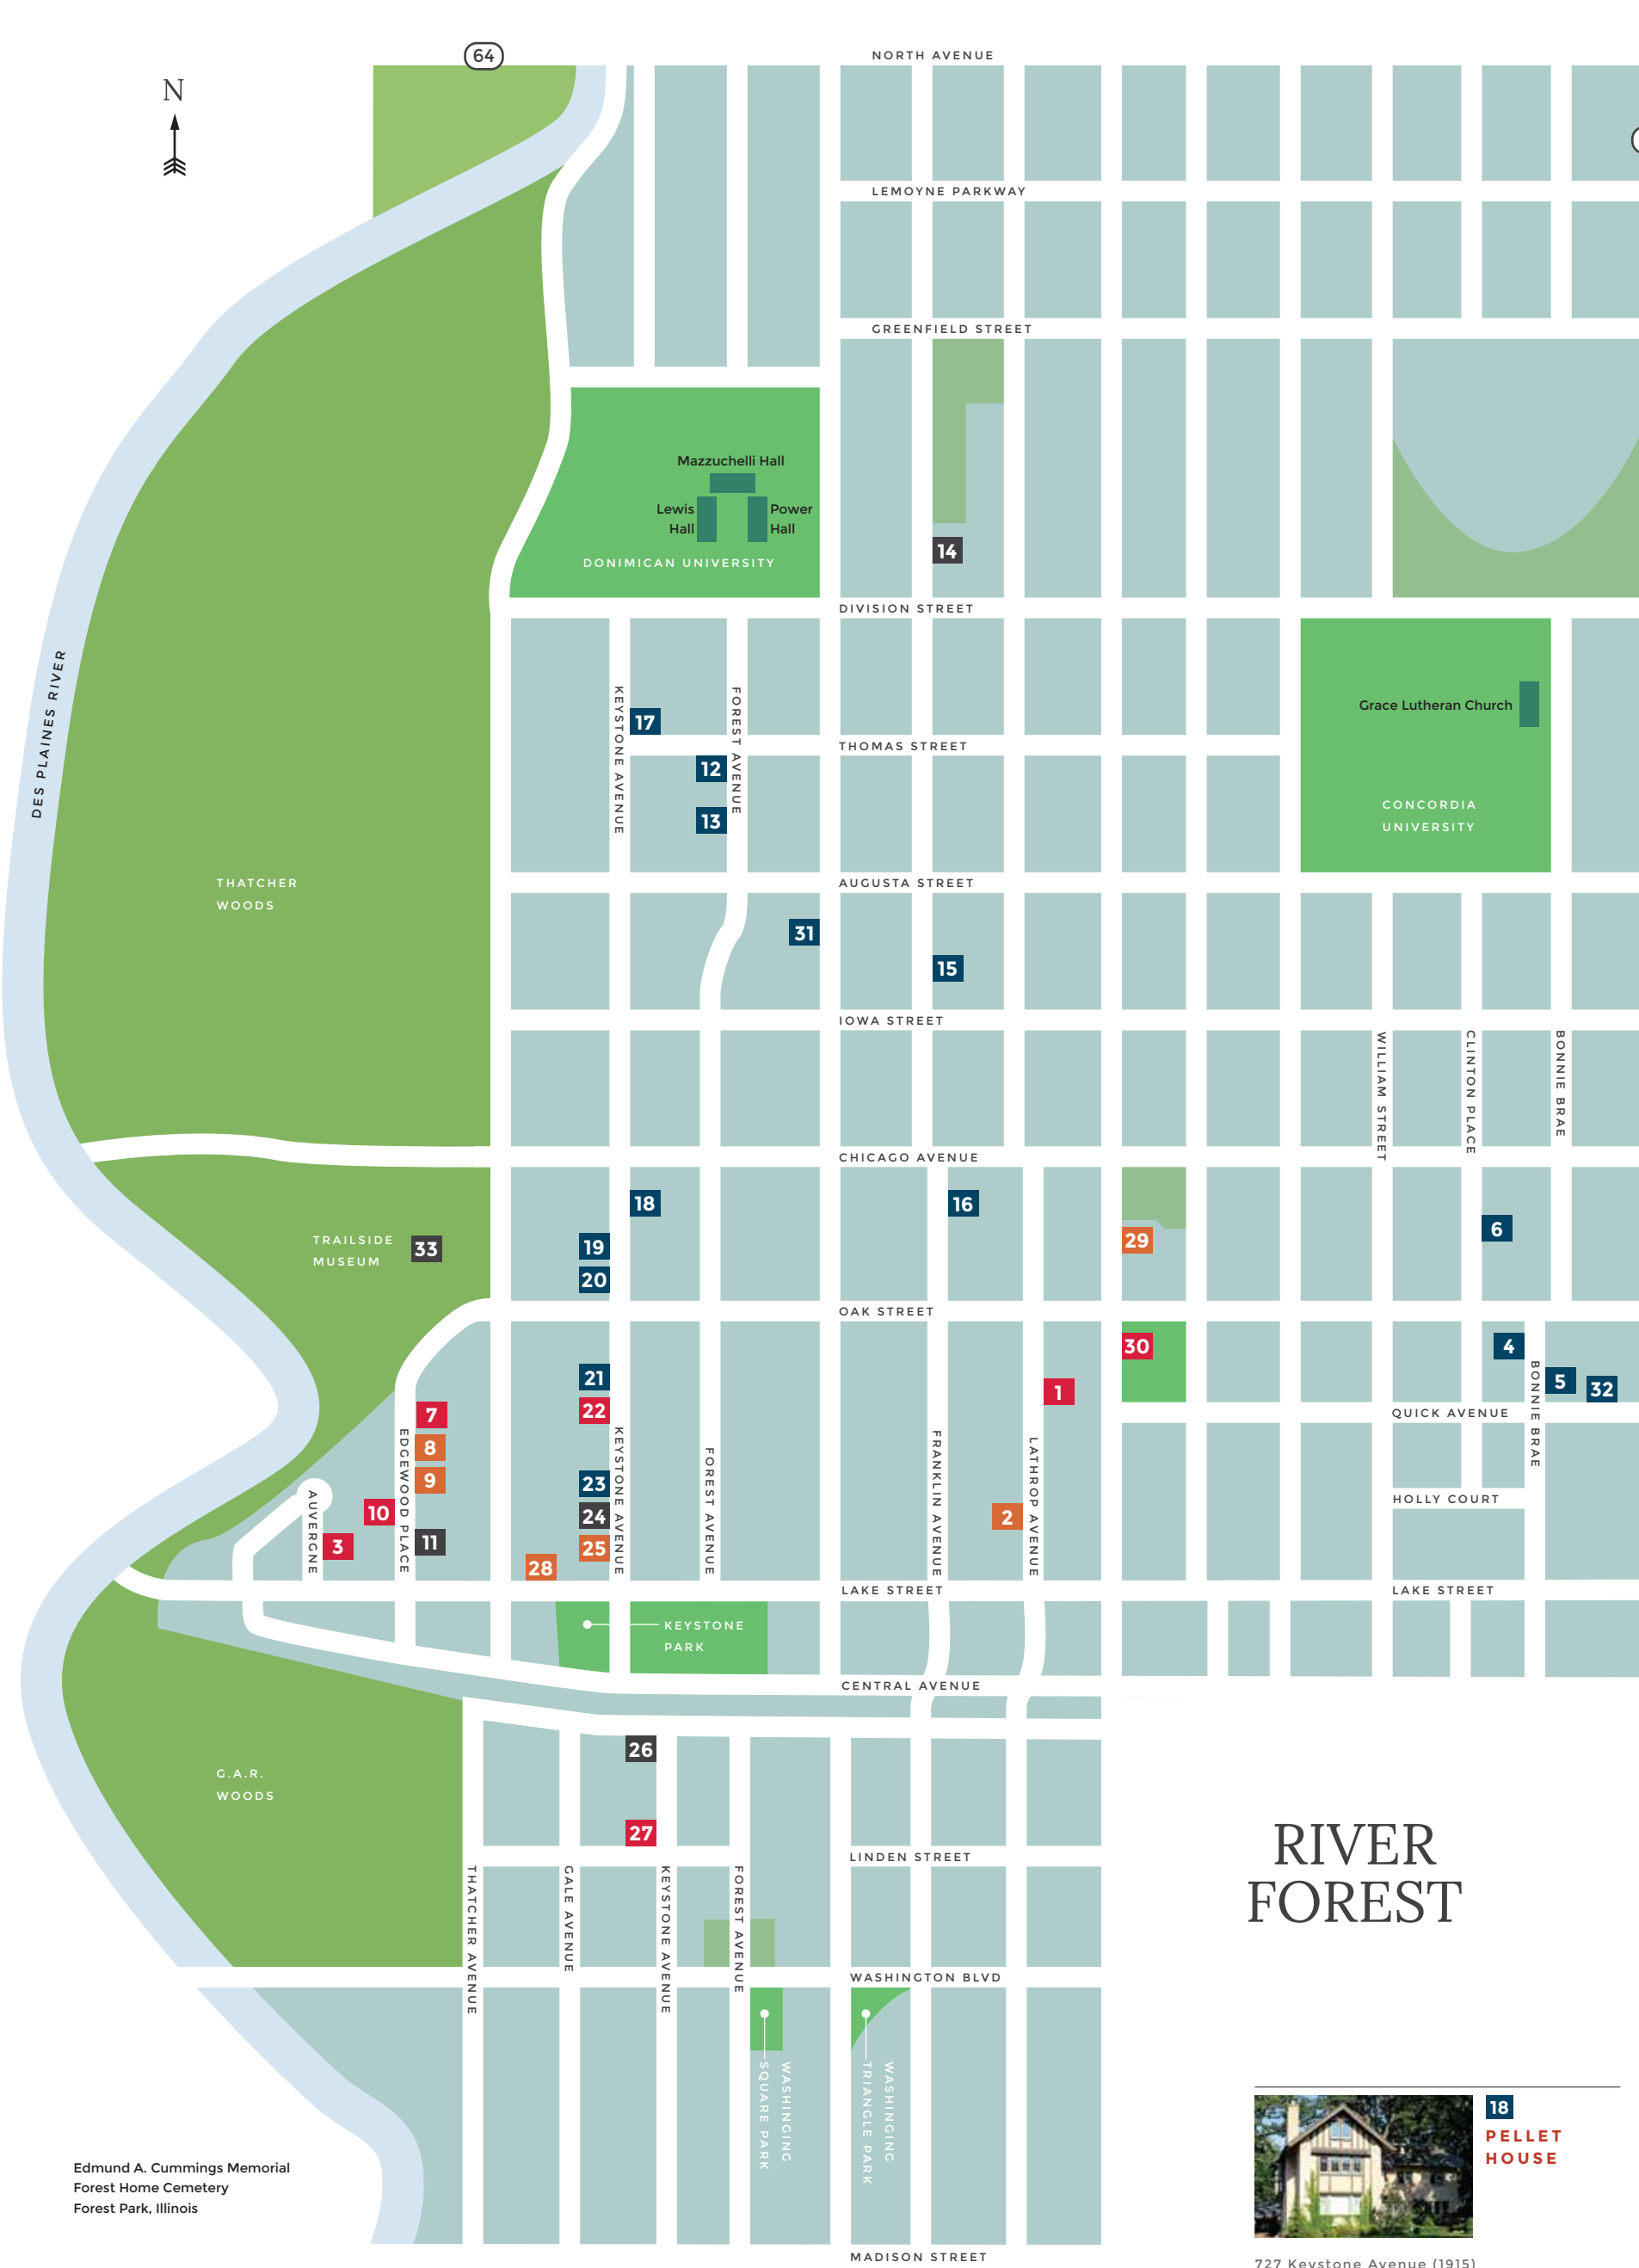 64
NORTH AVENUE
N
LEMOYNE PARKWAY
GREENFIELD STREET
Mazzuchelli Hall
Lewis
Hall
Power
Hall
DONIMICAN UNIVERSITY
14
DIVISION STREET
DES PLAINES RIVER
KEYSTONE AVENUE
17
FOREST AVENUE
Grace Lutheran Church
THOMAS STREET
12
13
CONCORDIA
UNIVERSITY
THATCHER
WOODS
AUGUSTA STREET
31
15
IOWA STREET
WILLIAM STREET
CLINTON PLACE
BONNIE BRAE
CHICAGO AVENUE
18
16
6
TRAILSIDE
MUSEUM
33
19
29
20
OAK STREET
30
4
21
1
5
32
22
7
QUICK AVENUE
BONNIE BRAE
8
9
EDGEWOOD PLACE
KEYSTONE AVENUE
FOREST AVENUE
FRANKLIN AVENUE
LATHROP AVENUE
23
HOLLY COURT
10
24
2
AUVERGNE
3
11
25
28
LAKE STREET
LAKE STREET
KEYSTONE
PARK
CENTRAL AVENUE
26
G.A.R.
WOODS
27
RIVER
FOREST
LINDEN STREET
THATCHER AVENUE
GALE AVENUE
KEYSTONE AVENUE
FOREST AVENUE
WASHINGTON BLVD
WASHINGING
SQUARE PARK
WASHINGING
TRIANGLE PARK
18
PELLET
HOUSE
Edmund A. Cummings Memorial
Forest Home Cemetery
Forest Park, Illinois
MADISON STREET
727 Keystone Avenue (1915)